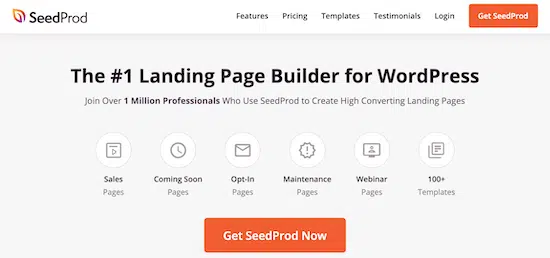 SeedProd Features Pricing Templates Testimonials Login Get SeedProd
The #1 Landing Page Builder for WordPress
Join Over 1 Million Professionals Who Use SeedProd to Create High Converting Landing Pages
Sales Coming Soon Opt-In Maintenance Webinar 100+
Pages Pages Pages Pages Pages Templates
Get SeedProd Now